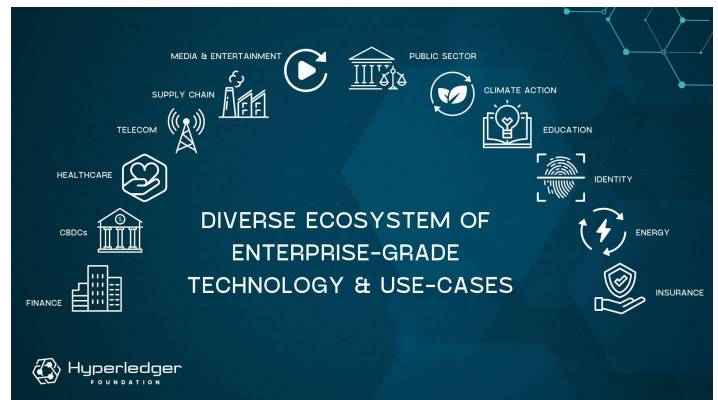 MEDIA & ENTERTAINMENT
PUBLIC SECTOR
SUPPLY CHAIN
CLIMATE ACTION
TELECOM
EDUCATION
HEALTHCARE
IDENTITY
CBDCs
ENERGY
FINANCE
INSURANCE
DIVERSE ECOSYSTEM OF
ENTERPRISE-GRADE
TECHNOLOGY & USE-CASES
Hyperledger
FOUNDATION